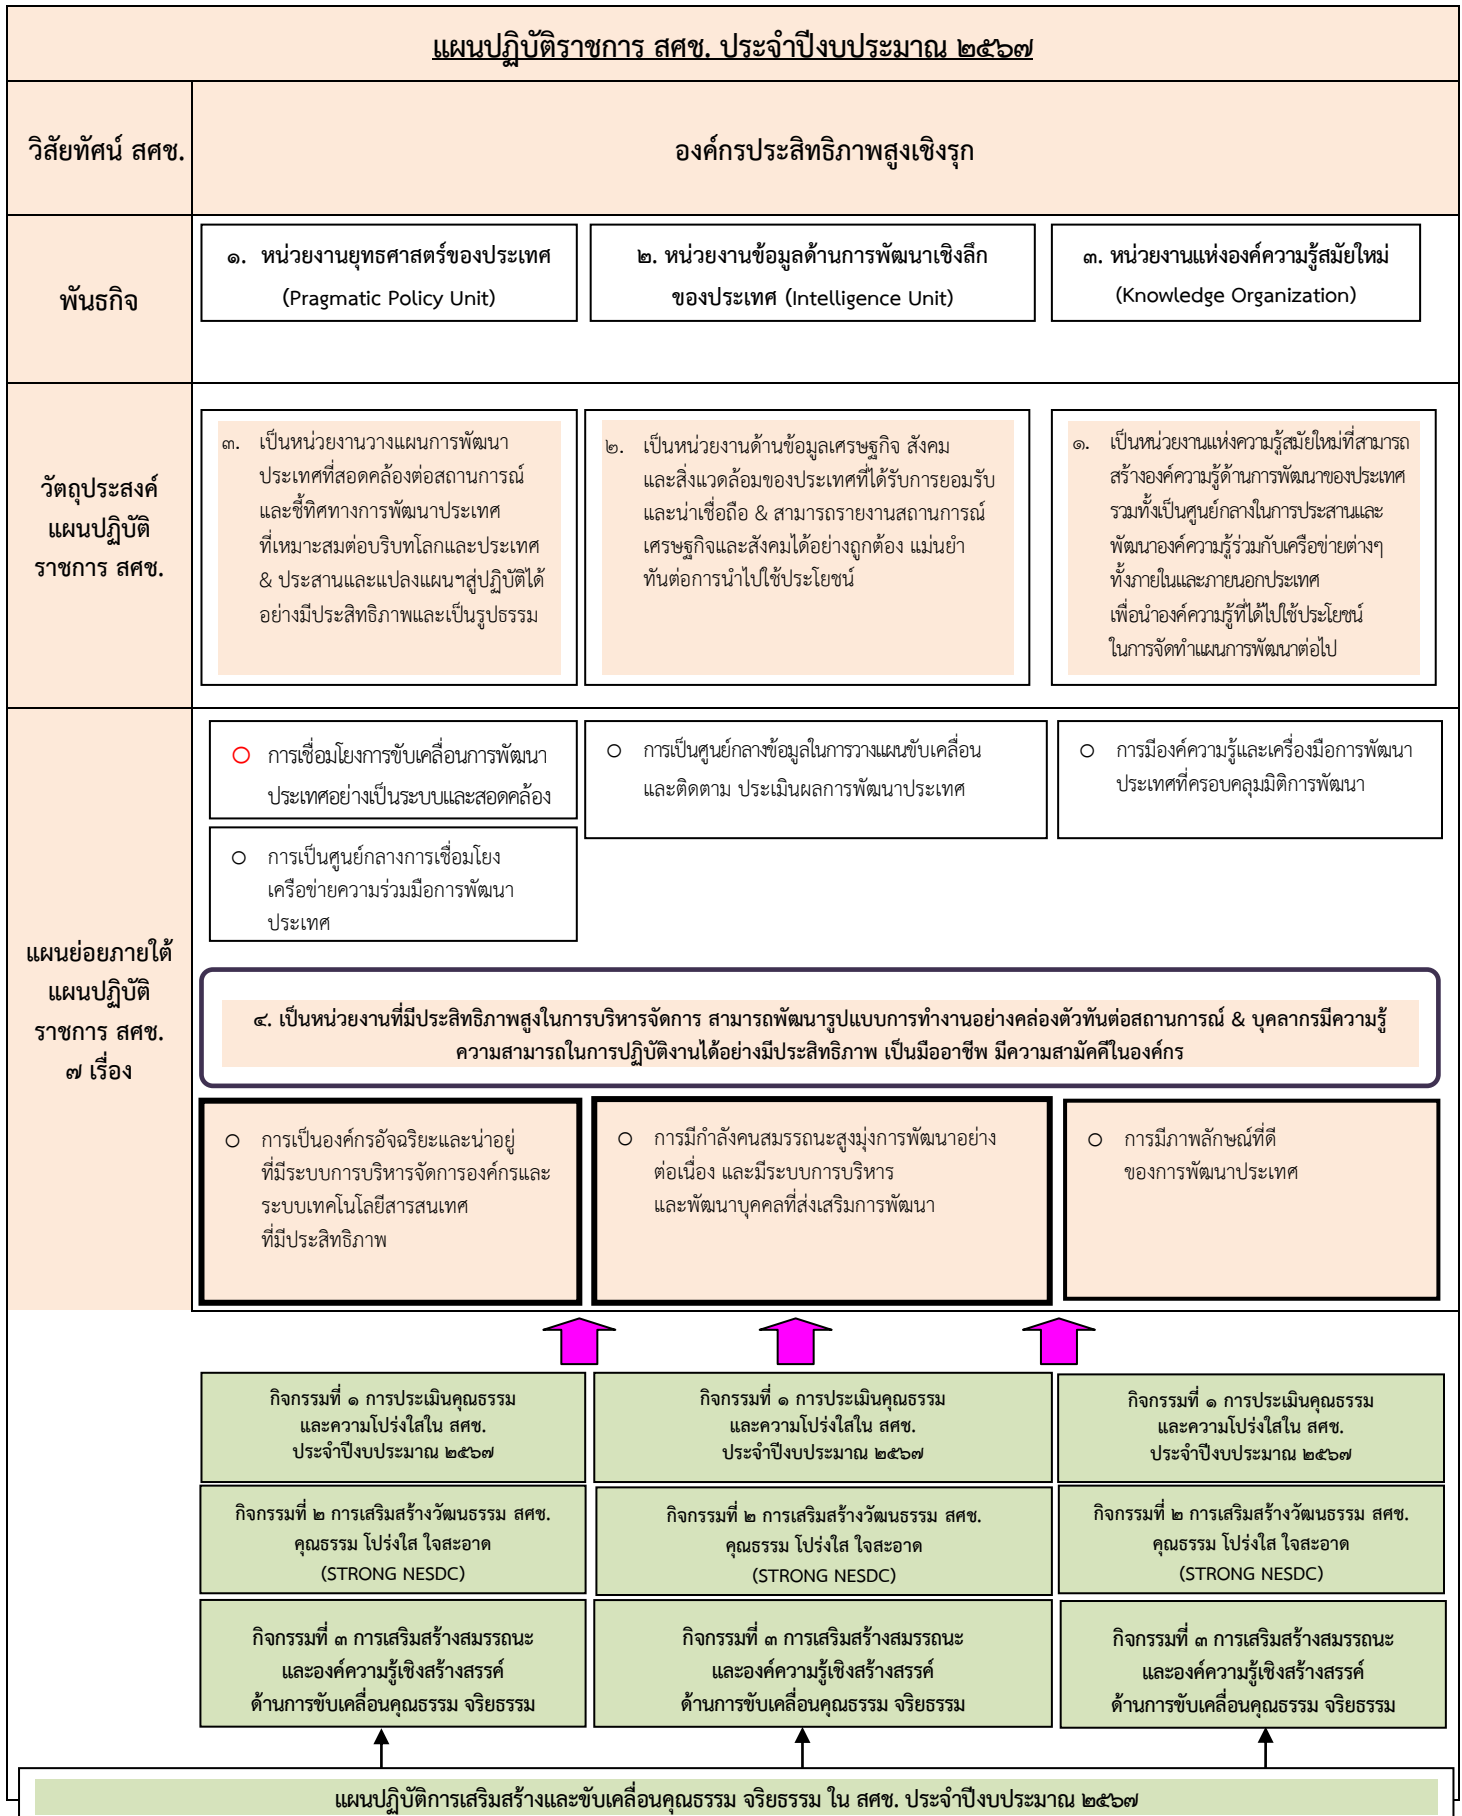 แผนปฏิบัติราชการ สศช. ประจำปีงบประมาณ ๒๕๖๗
วิสัยทัศน์ สศช.
องค์กรประสิทธิภาพสูงเชิงรุก
พันธกิจ
๑. หน่วยงานยุทธศาสตร์ของประเทศ
(Pragmatic Policy Unit)
๒. หน่วยงานข้อมูลด้านการพัฒนาเชิงลึก
ของประเทศ (Intelligence Unit)
๓. หน่วยงานแห่งองค์ความรู้สมัยใหม่
(Knowledge Organization)
วัตถุประสงค์
แผนปฏิบัติ
ราชการ สศช.
๓. เป็นหน่วยงานวางแผนการพัฒนา
ประเทศที่สอดคล้องต่อสถานการณ์
และชี้ทิศทางการพัฒนาประเทศ
ที่เหมาะสมต่อบริบทโลกและประเทศ
& ประสานและแปลงแผนฯสู่ปฏิบัติได้
อย่างมีประสิทธิภาพและเป็นรูปธรรม
๒. เป็นหน่วยงานด้านข้อมูลเศรษฐกิจ สังคม
และสิ่งแวดล้อมของประเทศที่ได้รับการยอมรับ
และน่าเชื่อถือ & สามารถรายงานสถานการณ์
เศรษฐกิจและสังคมได้อย่างถูกต้อง แม่นยำ
ทันต่อการนำไปใช้ประโยชน์
๑. เป็นหน่วยงานแห่งความรู้สมัยใหม่ที่สามารถ
สร้างองค์ความรู้ด้านการพัฒนาของประเทศ
รวมทั้งเป็นศูนย์กลางในการประสานและ
พัฒนาองค์ความรู้ร่วมกับเครือข่ายต่างๆ
ทั้งภายในและภายนอกประเทศ
เพื่อนำองค์ความรู้ที่ได้ไปใช้ประโยชน์
ในการจัดทำแผนการพัฒนาต่อไป
แผนย่อยภายใต้
แผนปฏิบัติ
ราชการ สศช.
๗ เรื่อง
○ การเชื่อมโยงการขับเคลื่อนการพัฒนา
ประเทศอย่างเป็นระบบและสอดคล้อง
○ การเป็นศูนย์กลางการเชื่อมโยง
เครือข่ายความร่วมมือการพัฒนา
ประเทศ
○ การเป็นศูนย์กลางข้อมูลในการวางแผนขับเคลื่อน
และติดตาม ประเมินผลการพัฒนาประเทศ
○ การมีองค์ความรู้และเครื่องมือการพัฒนา
ประเทศที่ครอบคลุมมิติการพัฒนา
๔. เป็นหน่วยงานที่มีประสิทธิภาพสูงในการบริหารจัดการ สามารถพัฒนารูปแบบการทำงานอย่างคล่องตัวทันต่อสถานการณ์ & บุคลากรมีความรู้
ความสามารถในการปฏิบัติงานได้อย่างมีประสิทธิภาพ เป็นมืออาชีพ มีความสามัคคีในองค์กร
○ การเป็นองค์กรอัจฉริยะและน่าอยู่
ที่มีระบบการบริหารจัดการองค์กรและ
ระบบเทคโนโลยีสารสนเทศ
ที่มีประสิทธิภาพ
○ การมีกำลังคนสมรรถนะสูงมุ่งการพัฒนาอย่าง
ต่อเนื่อง และมีระบบการบริหาร
และพัฒนาบุคคลที่ส่งเสริมการพัฒนา
○ การมีภาพลักษณ์ที่ดี
ของการพัฒนาประเทศ
กิจกรรมที่ ๑ การประเมินคุณธรรม
และความโปร่งใสใน สศช.
ประจำปีงบประมาณ ๒๕๖๗
กิจกรรมที่ ๑ การประเมินคุณธรรม
และความโปร่งใสใน สศช.
ประจำปีงบประมาณ ๒๕๖๗
กิจกรรมที่ ๑ การประเมินคุณธรรม
และความโปร่งใสใน สศช.
ประจำปีงบประมาณ ๒๕๖๗
กิจกรรมที่ ๒ การเสริมสร้างวัฒนธรรม สศช.
คุณธรรม โปร่งใส ใจสะอาด
(STRONG NESDC)
กิจกรรมที่ ๒ การเสริมสร้างวัฒนธรรม สศช.
คุณธรรม โปร่งใส ใจสะอาด
(STRONG NESDC)
กิจกรรมที่ ๒ การเสริมสร้างวัฒนธรรม สศช.
คุณธรรม โปร่งใส ใจสะอาด
(STRONG NESDC)
กิจกรรมที่ ๓ การเสริมสร้างสมรรถนะ
และองค์ความรู้เชิงสร้างสรรค์
ด้านการขับเคลื่อนคุณธรรม จริยธรรม
กิจกรรมที่ ๓ การเสริมสร้างสมรรถนะ
และองค์ความรู้เชิงสร้างสรรค์
ด้านการขับเคลื่อนคุณธรรม จริยธรรม
กิจกรรมที่ ๓ การเสริมสร้างสมรรถนะ
และองค์ความรู้เชิงสร้างสรรค์
ด้านการขับเคลื่อนคุณธรรม จริยธรรม
แผนปฏิบัติการเสริมสร้างและขับเคลื่อนคุณธรรม จริยธรรม ใน สศช. ประจำปีงบประมาณ ๒๕๖๗